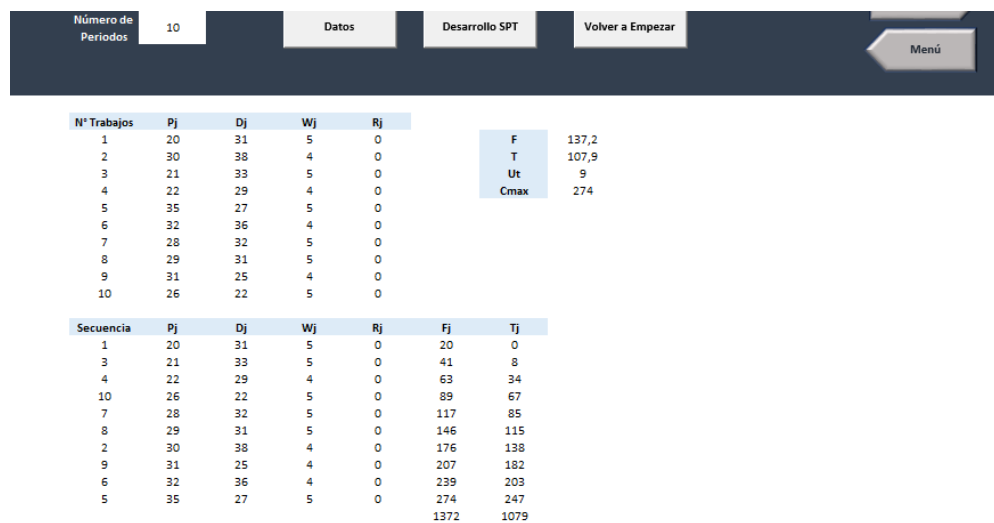 Número de Periodos 10 Datos Desarrollo SPT Volver a Empezar
Menú
N° Trabajos Pj Dj Wj Rj
1 20 31 5 0 F 137,2
2 30 38 4 0 T 107,9
3 21 33 5 0 Ut 9
4 22 29 4 0 Cmax 274
5 35 27 5 0
6 32 36 4 0
7 28 32 5 0
8 29 31 5 0
9 31 25 4 0
10 26 22 5 0
Secuencia Pj Dj Wj Rj Fj Tj
1 20 31 5 0 20 0
3 21 33 5 0 41 8
4 22 29 4 0 63 34
10 26 22 5 0 89 67
7 28 32 5 0 117 85
8 29 31 5 0 146 115
2 30 38 4 0 176 138
9 31 25 4 0 207 182
6 32 36 4 0 239 203
5 35 27 5 0 274 247
1372 1079